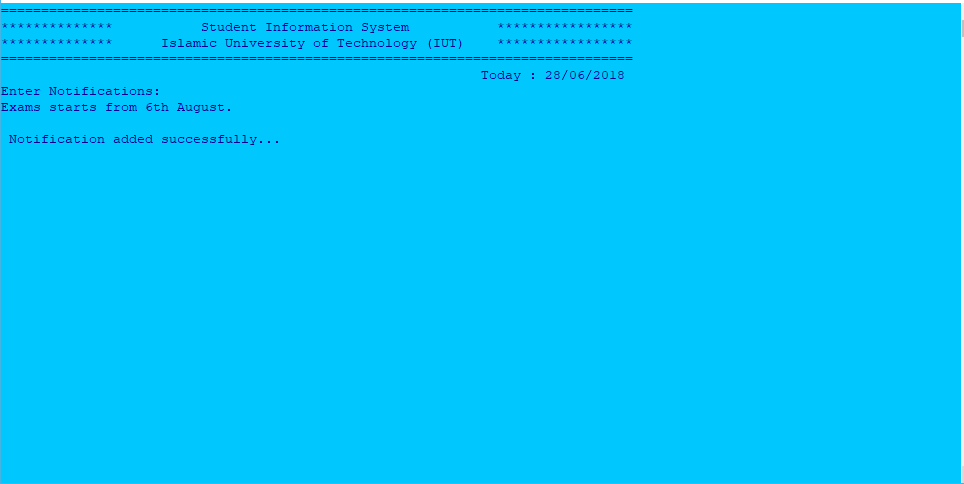 ===============================================================================
**************           Student Information System           *****************
**************      Islamic University of Technology (IUT)    *****************
===============================================================================
                                                            Today : 28/06/2018
Enter Notifications:
Exams starts from 6th August.
 Notification added successfully...